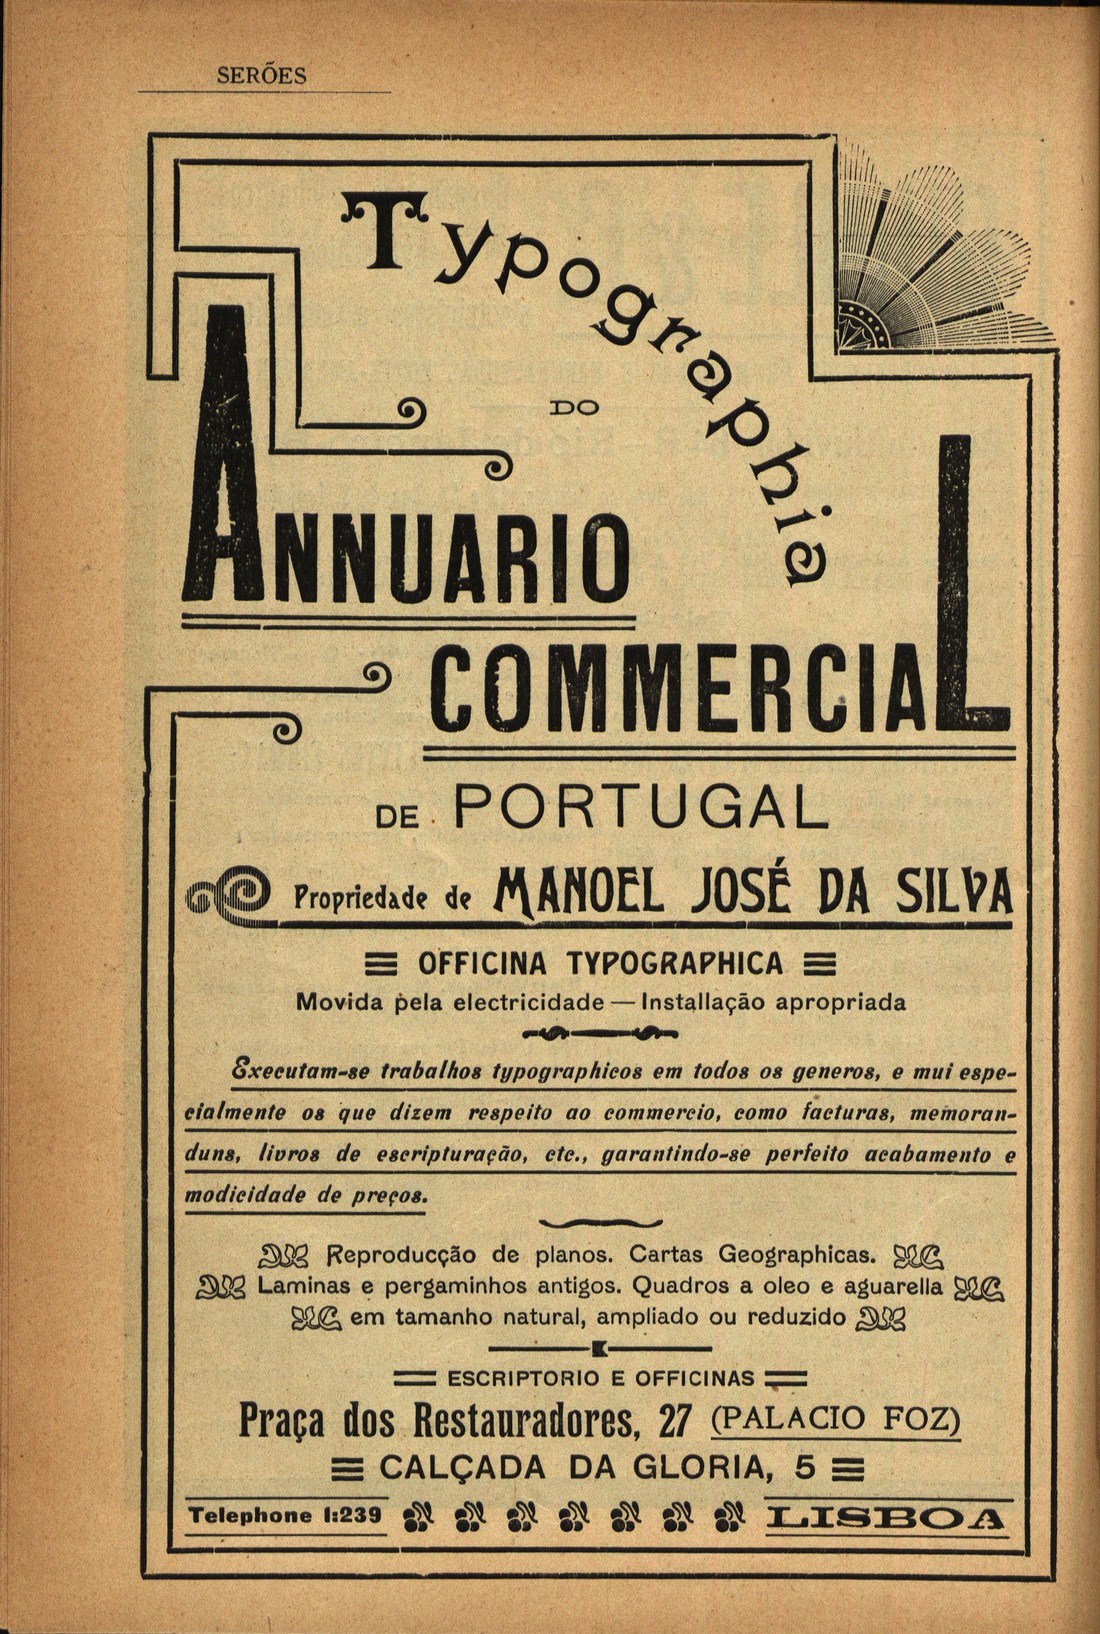 SERÕES
Typographia
DO
ANNUARIO
COMMERCIAL
DE PORTUGAL
Propriedade de MANOEL JOSÉ DA SILVA
OFFICINA TYPOGRAPHICA
Movida pela electricidade — Installação apropriada
Executam-se trabalhos typographicos em todos os generos, e mui espe-
cialmente os que dizem respeito ao commercio, como facturas, memoran-
duns, livros de escripturação, etc., garantindo-se perfeito acabamento e
modicidade de preços.
Reproducção de planos. Cartas Geographicas.
Laminas e pergaminhos antigos. Quadros a oleo e aguarella
em tamanho natural, ampliado ou reduzido
ESCRIPTORIO E OFFICINAS
Praça dos Restauradores, 27 (PALACIO FOZ)
CALÇADA DA GLORIA, 5
Telephone 1:239 LISBOA